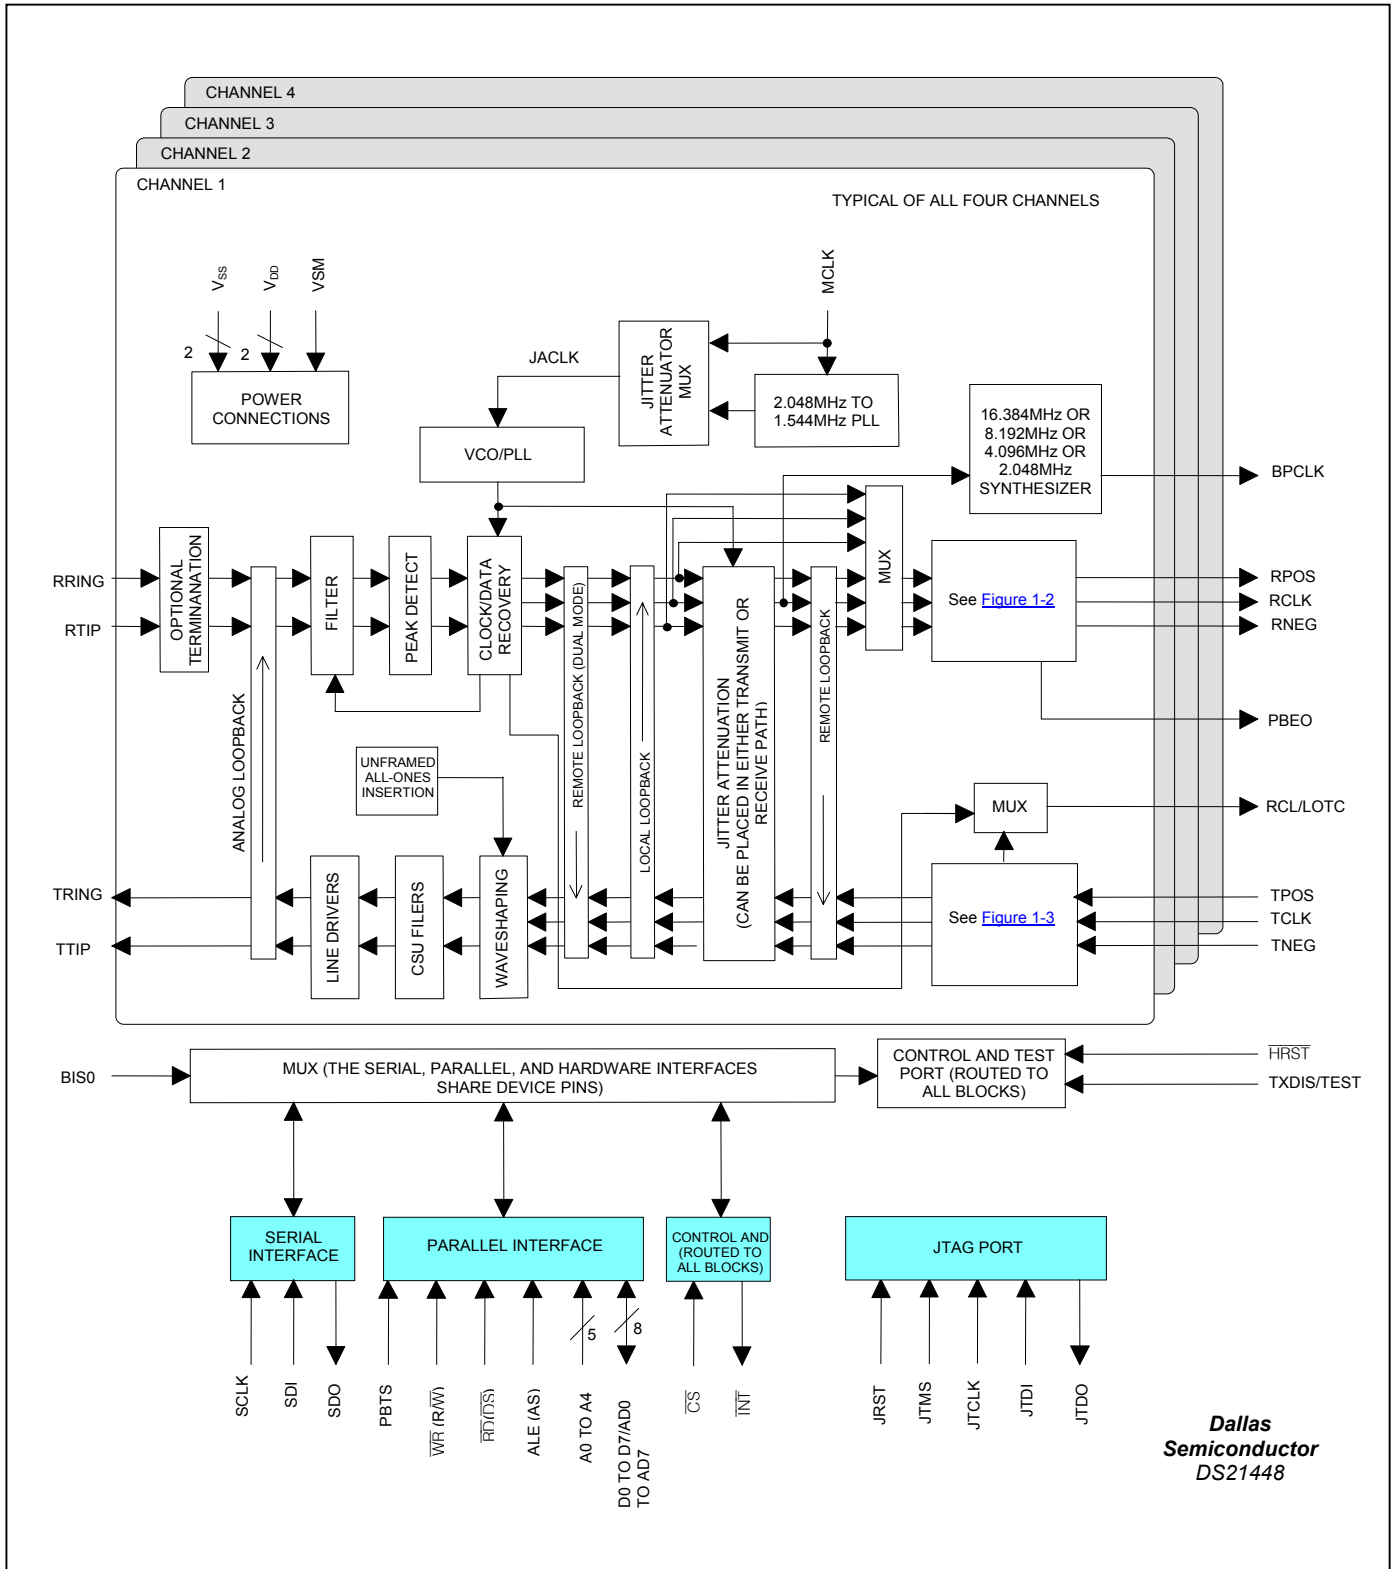 CHANNEL 4
CHANNEL 3
CHANNEL 2
CHANNEL 1
TYPICAL OF ALL FOUR CHANNELS
VSS
VDD
VSM
MCLK
2
2
POWER
CONNECTIONS
JACLK
JITTER
ATTENUATOR
MUX
2.048MHz TO
1.544MHz PLL
16.384MHz OR
8.192MHz OR
4.096MHz OR
2.048MHz
SYNTHESIZER
BPCLK
VCO/PLL
RRING
RTIP
OPTIONAL
TERMINANATION
ANALOG LOOPBACK
FILTER
PEAK DETECT
CLOCK/DATA
RECOVERY
REMOTE LOOPBACK (DUAL MODE)
LOCAL LOOPBACK
JITTER ATTENUATION
(CAN BE PLACED IN EITHER TRANSMIT OR
RECEIVE PATH)
REMOTE LOOPBACK
MUX
See Figure 1-2
RPOS
RCLK
RNEG
PBEO
UNFRAMED
ALL-ONES
INSERTION
MUX
RCL/LOTC
TRING
TTIP
LINE DRIVERS
CSU FILERS
WAVESHAPING
See Figure 1-3
TPOS
TCLK
TNEG
BIS0
MUX (THE SERIAL, PARALLEL, AND HARDWARE INTERFACES
SHARE DEVICE PINS)
CONTROL AND TEST
PORT (ROUTED TO
ALL BLOCKS)
HRST
TXDIS/TEST
SERIAL
INTERFACE
PARALLEL INTERFACE
CONTROL AND
(ROUTED TO
ALL BLOCKS)
JTAG PORT
5
8
SCLK
SDI
SDO
PBTS
WR (R/W)
RD(DS)
ALE (AS)
A0 TO A4
D0 TO D7/AD0
TO AD7
CS
INT
JRST
JTMS
JTCLK
JTDI
JTDO
Dallas
Semiconductor
DS21448